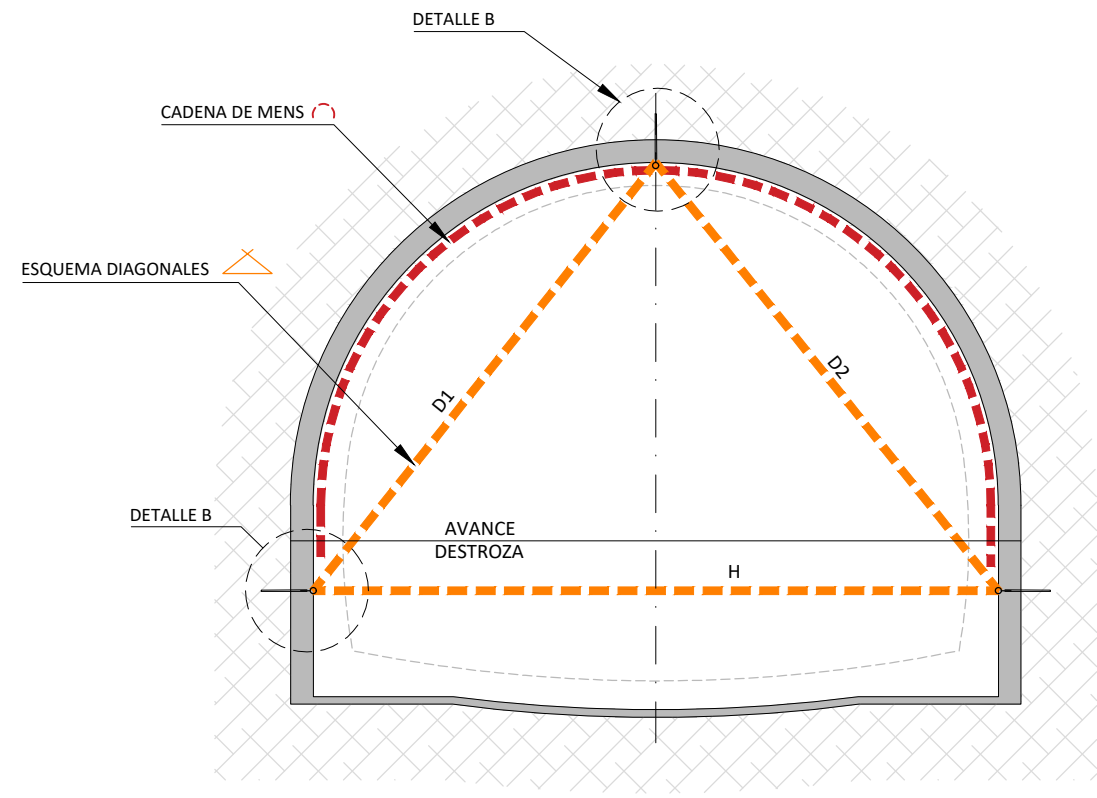 DETALLE B
CADENA DE MENS
ESQUEMA DIAGONALES
D1
D2
DETALLE B
AVANCE
DESTROZA
H